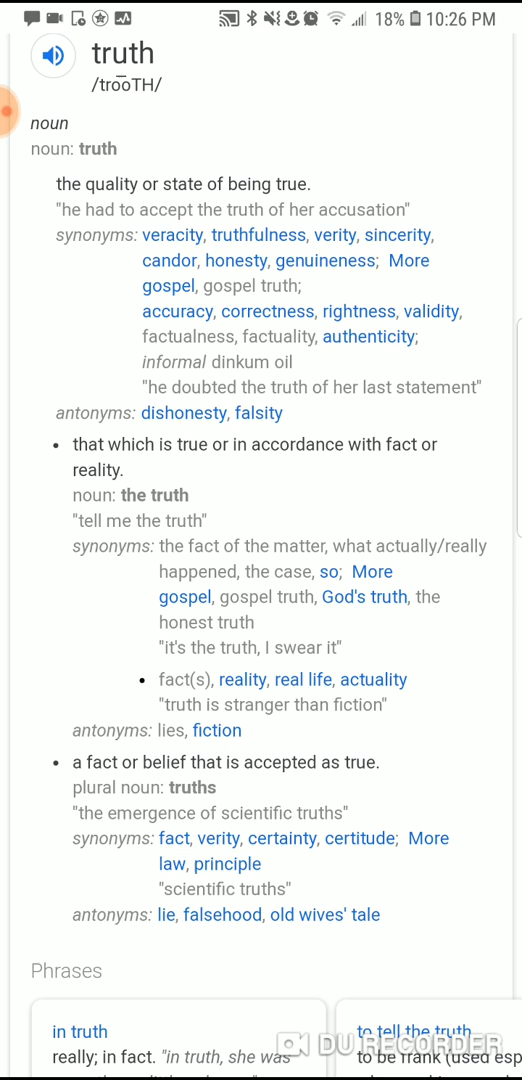 18% 10:26 PM
truth
/tro͞oTH/
noun
noun: truth
the quality or state of being true.
"he had to accept the truth of her accusation"
synonyms: veracity, truthfulness, verity, sincerity,
candor, honesty, genuineness; More
gospel, gospel truth;
accuracy, correctness, rightness, validity,
factualness, factuality, authenticity;
informal dinkum oil
"he doubted the truth of her last statement"
antonyms: dishonesty, falsity
• that which is true or in accordance with fact or
reality.
noun: the truth
"tell me the truth"
synonyms: the fact of the matter, what actually/really
happened, the case, so; More
gospel, gospel truth, God's truth, the
honest truth
"it's the truth, I swear it"
• fact(s), reality, real life, actuality
"truth is stranger than fiction"
antonyms: lies, fiction
• a fact or belief that is accepted as true.
plural noun: truths
"the emergence of scientific truths"
synonyms: fact, verity, certainty, certitude; More
law, principle
"scientific truths"
antonyms: lie, falsehood, old wives' tale
Phrases
in truth
really; in fact. "in truth, she was
to tell the truth
to be frank (used esp
DU RECORDER